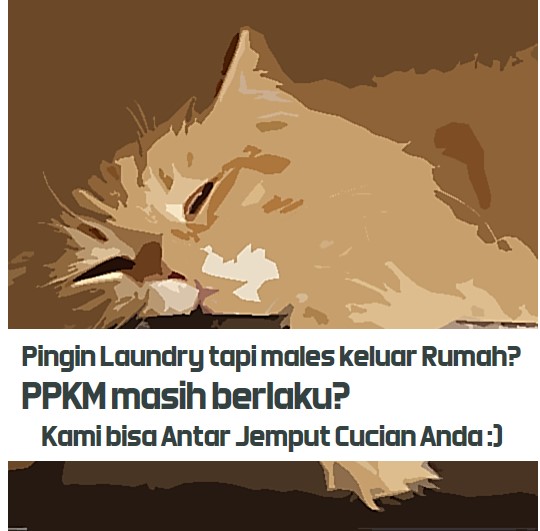 Pingin Laundry tapi males keluar Rumah?
PPKM masih berlaku?
Kami bisa Antar Jemput Cucian Anda :)